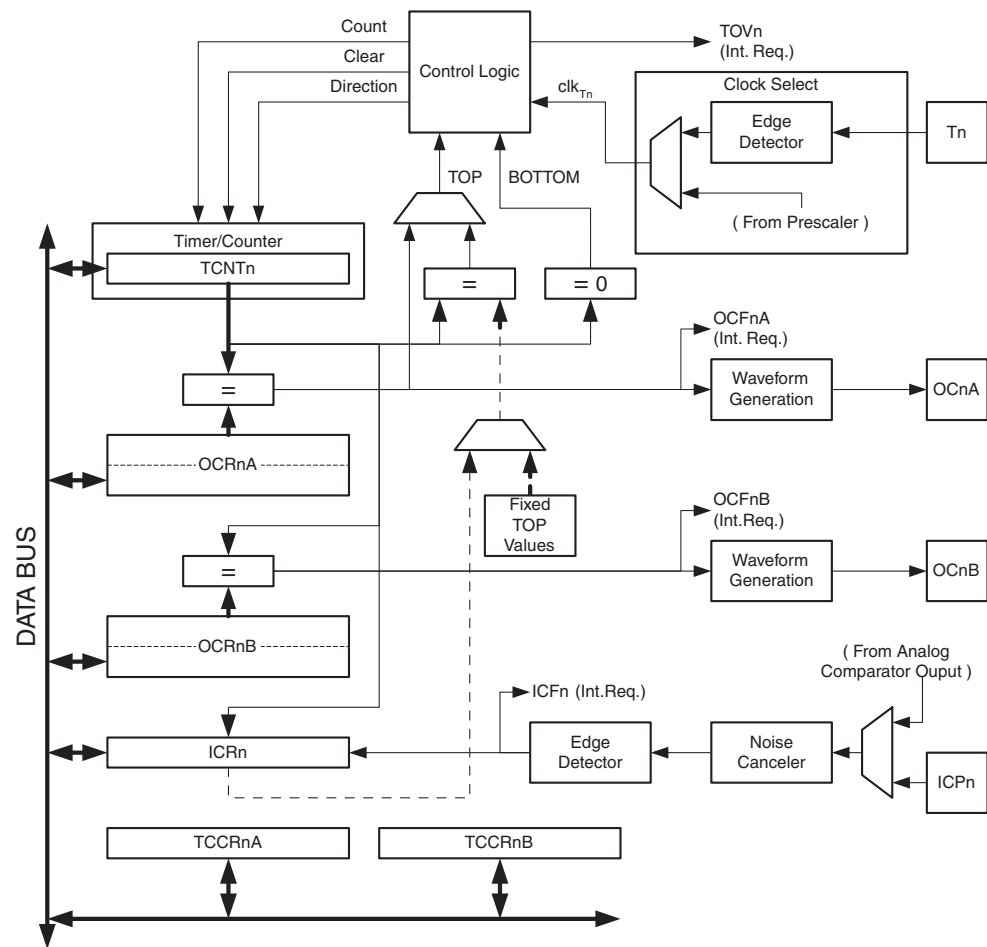 Count
Clear
Direction
Control Logic
TOVn
(Int. Req.)
clkTn
Clock Select
Edge
Detector
Tn
( From Prescaler )
TOP
BOTTOM
Timer/Counter
TCNTn
=
= 0
OCFnA
(Int. Req.)
=
Waveform
Generation
OCnA
OCRnA
Fixed
TOP
Values
OCFnB
(Int.Req.)
=
Waveform
Generation
OCnB
OCRnB
DATA BUS
( From Analog
Comparator Ouput )
ICFn (Int.Req.)
ICRn
Edge
Detector
Noise
Canceler
ICPn
TCCRnA
TCCRnB